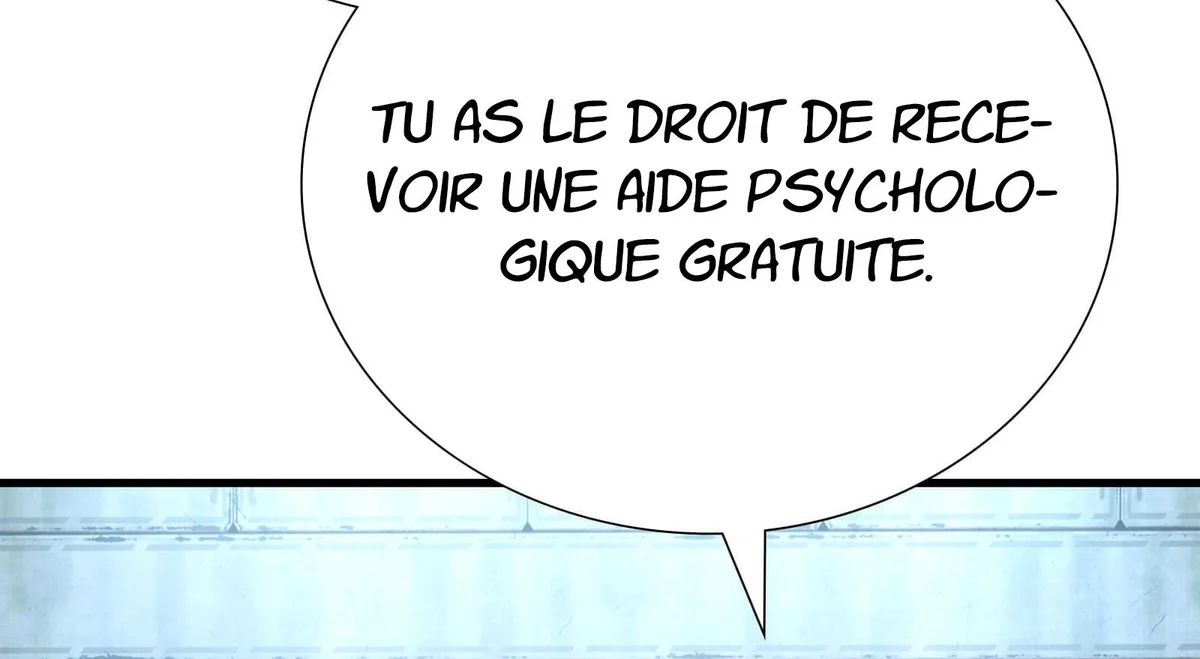 TU AS LE DROIT DE RECE-
VOIR UNE AIDE PSYCHOLO-
GIQUE GRATUITE.